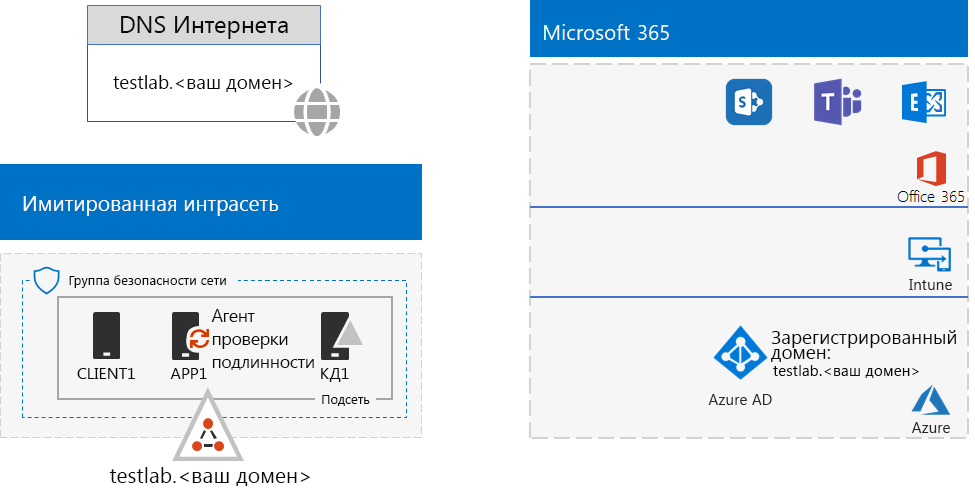 DNS Интернета
testlab.<ваш домен>
Имитированная интрасеть
Группа безопасности сети
Агент
проверки
подлинности
CLIENT1
APP1
КД1
Подсеть
testlab.<ваш домен>
Microsoft 365
Office 365
Intune
Зарегистрированный
домен:
testlab.<ваш домен>
Azure AD
Azure